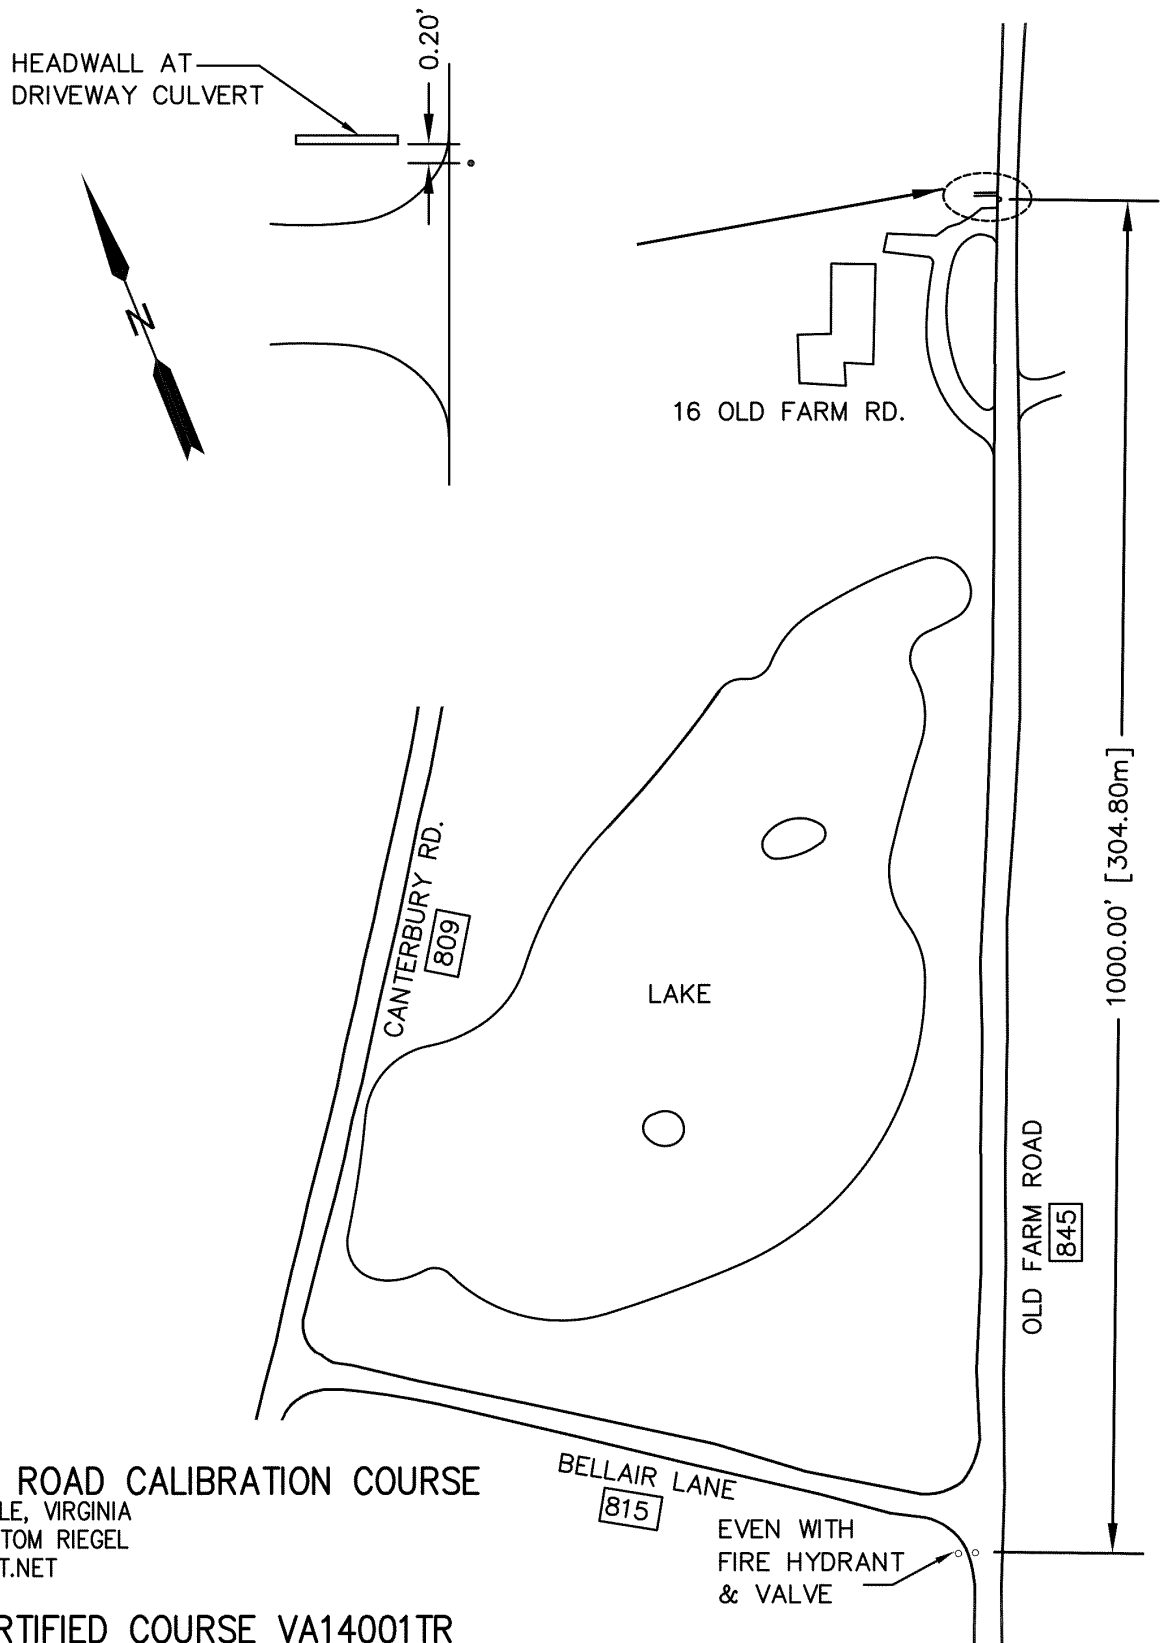 0.20'
HEADWALL AT
DRIVEWAY CULVERT
N
16 OLD FARM RD.
CANTERBURY RD.
809
LAKE
1000.00' [304.80m]
OLD FARM ROAD
845
BELLAIR LANE
815
EVEN WITH
FIRE HYDRANT
& VALVE
ROAD CALIBRATION COURSE
LE, VIRGINIA
TOM RIEGEL
T.NET
RTIFIED COURSE VA14001TR